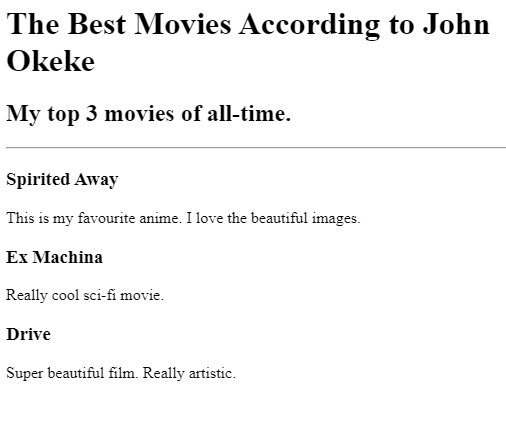 The Best Movies According to John
Okeke
My top 3 movies of all-time.
Spirited Away
This is my favourite anime. I love the beautiful images.
Ex Machina
Really cool sci-fi movie.
Drive
Super beautiful film. Really artistic.